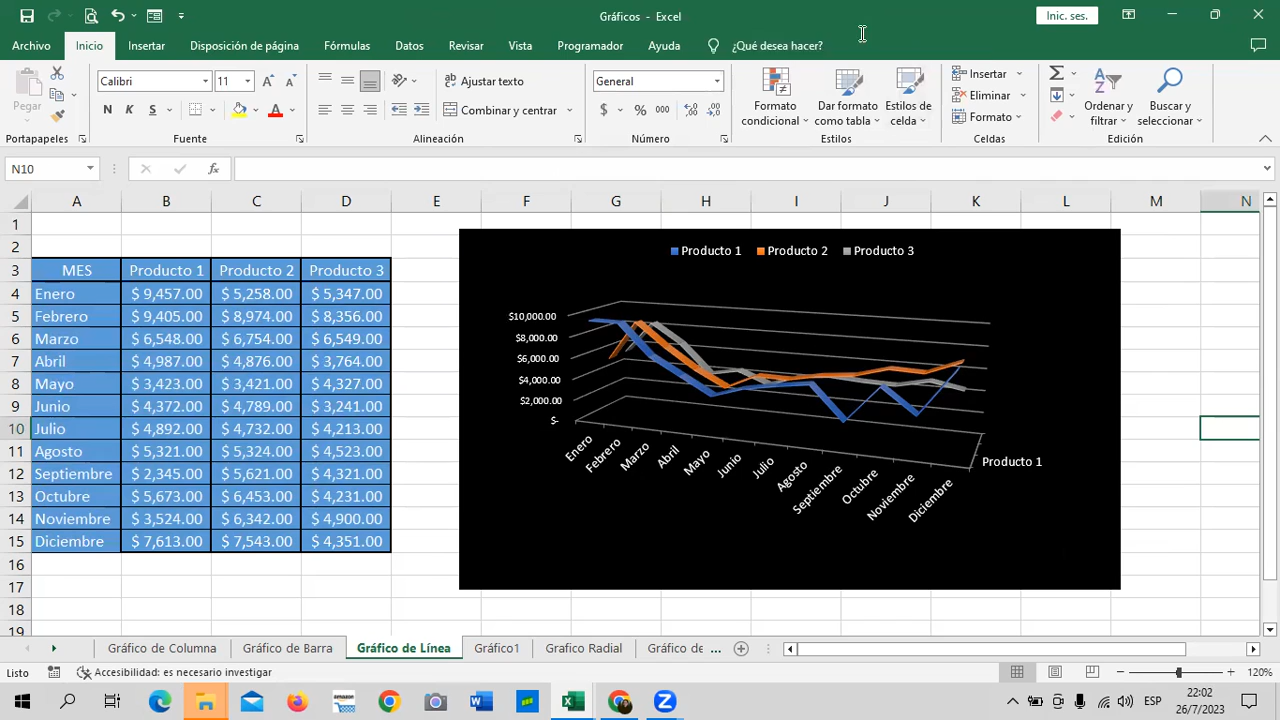 Gráficos - Excel
Inic. ses.
Archivo Inicio Insertar Disposición de página Fórmulas Datos Revisar Vista Programador Ayuda ¿Qué desea hacer?
Pegar
Calibri 11
N K S
Ajustar texto
Combinar y centrar
General
$ % 000
Formato condicional
Dar formato como tabla
Estilos de celda
Insertar
Eliminar
Formato
Ordenar y filtrar
Buscar y seleccionar
Portapapeles Fuente Alineación Número Estilos Celdas Edición
N10 fx
A B C D E F G H I J K L M N
1
2
3 MES Producto 1 Producto 2 Producto 3
4 Enero $ 9,457.00 $ 5,258.00 $ 5,347.00
5 Febrero $ 9,405.00 $ 8,974.00 $ 8,356.00
6 Marzo $ 6,548.00 $ 6,754.00 $ 6,549.00
7 Abril $ 4,987.00 $ 4,876.00 $ 3,764.00
8 Mayo $ 3,423.00 $ 3,421.00 $ 4,327.00
9 Junio $ 4,372.00 $ 4,789.00 $ 3,241.00
10 Julio $ 4,892.00 $ 4,732.00 $ 4,213.00
11 Agosto $ 5,321.00 $ 5,324.00 $ 4,523.00
12 Septiembre $ 2,345.00 $ 5,621.00 $ 4,321.00
13 Octubre $ 5,673.00 $ 6,453.00 $ 4,231.00
14 Noviembre $ 3,524.00 $ 6,342.00 $ 4,900.00
15 Diciembre $ 7,613.00 $ 7,543.00 $ 4,351.00
16
17
18
19
Producto 1 Producto 2 Producto 3
$10,000.00
$8,000.00
$6,000.00
$4,000.00
$2,000.00
$-
Enero Febrero Marzo Abril Mayo Junio Julio Agosto Septiembre Octubre Noviembre Diciembre
Producto 1
Gráfico de Columna Gráfico de Barra Gráfico de Línea Gráfico1 Grafico Radial Gráfico de ...
Listo Accesibilidad: es necesario investigar 120%
ESP
22:02
26/7/2023